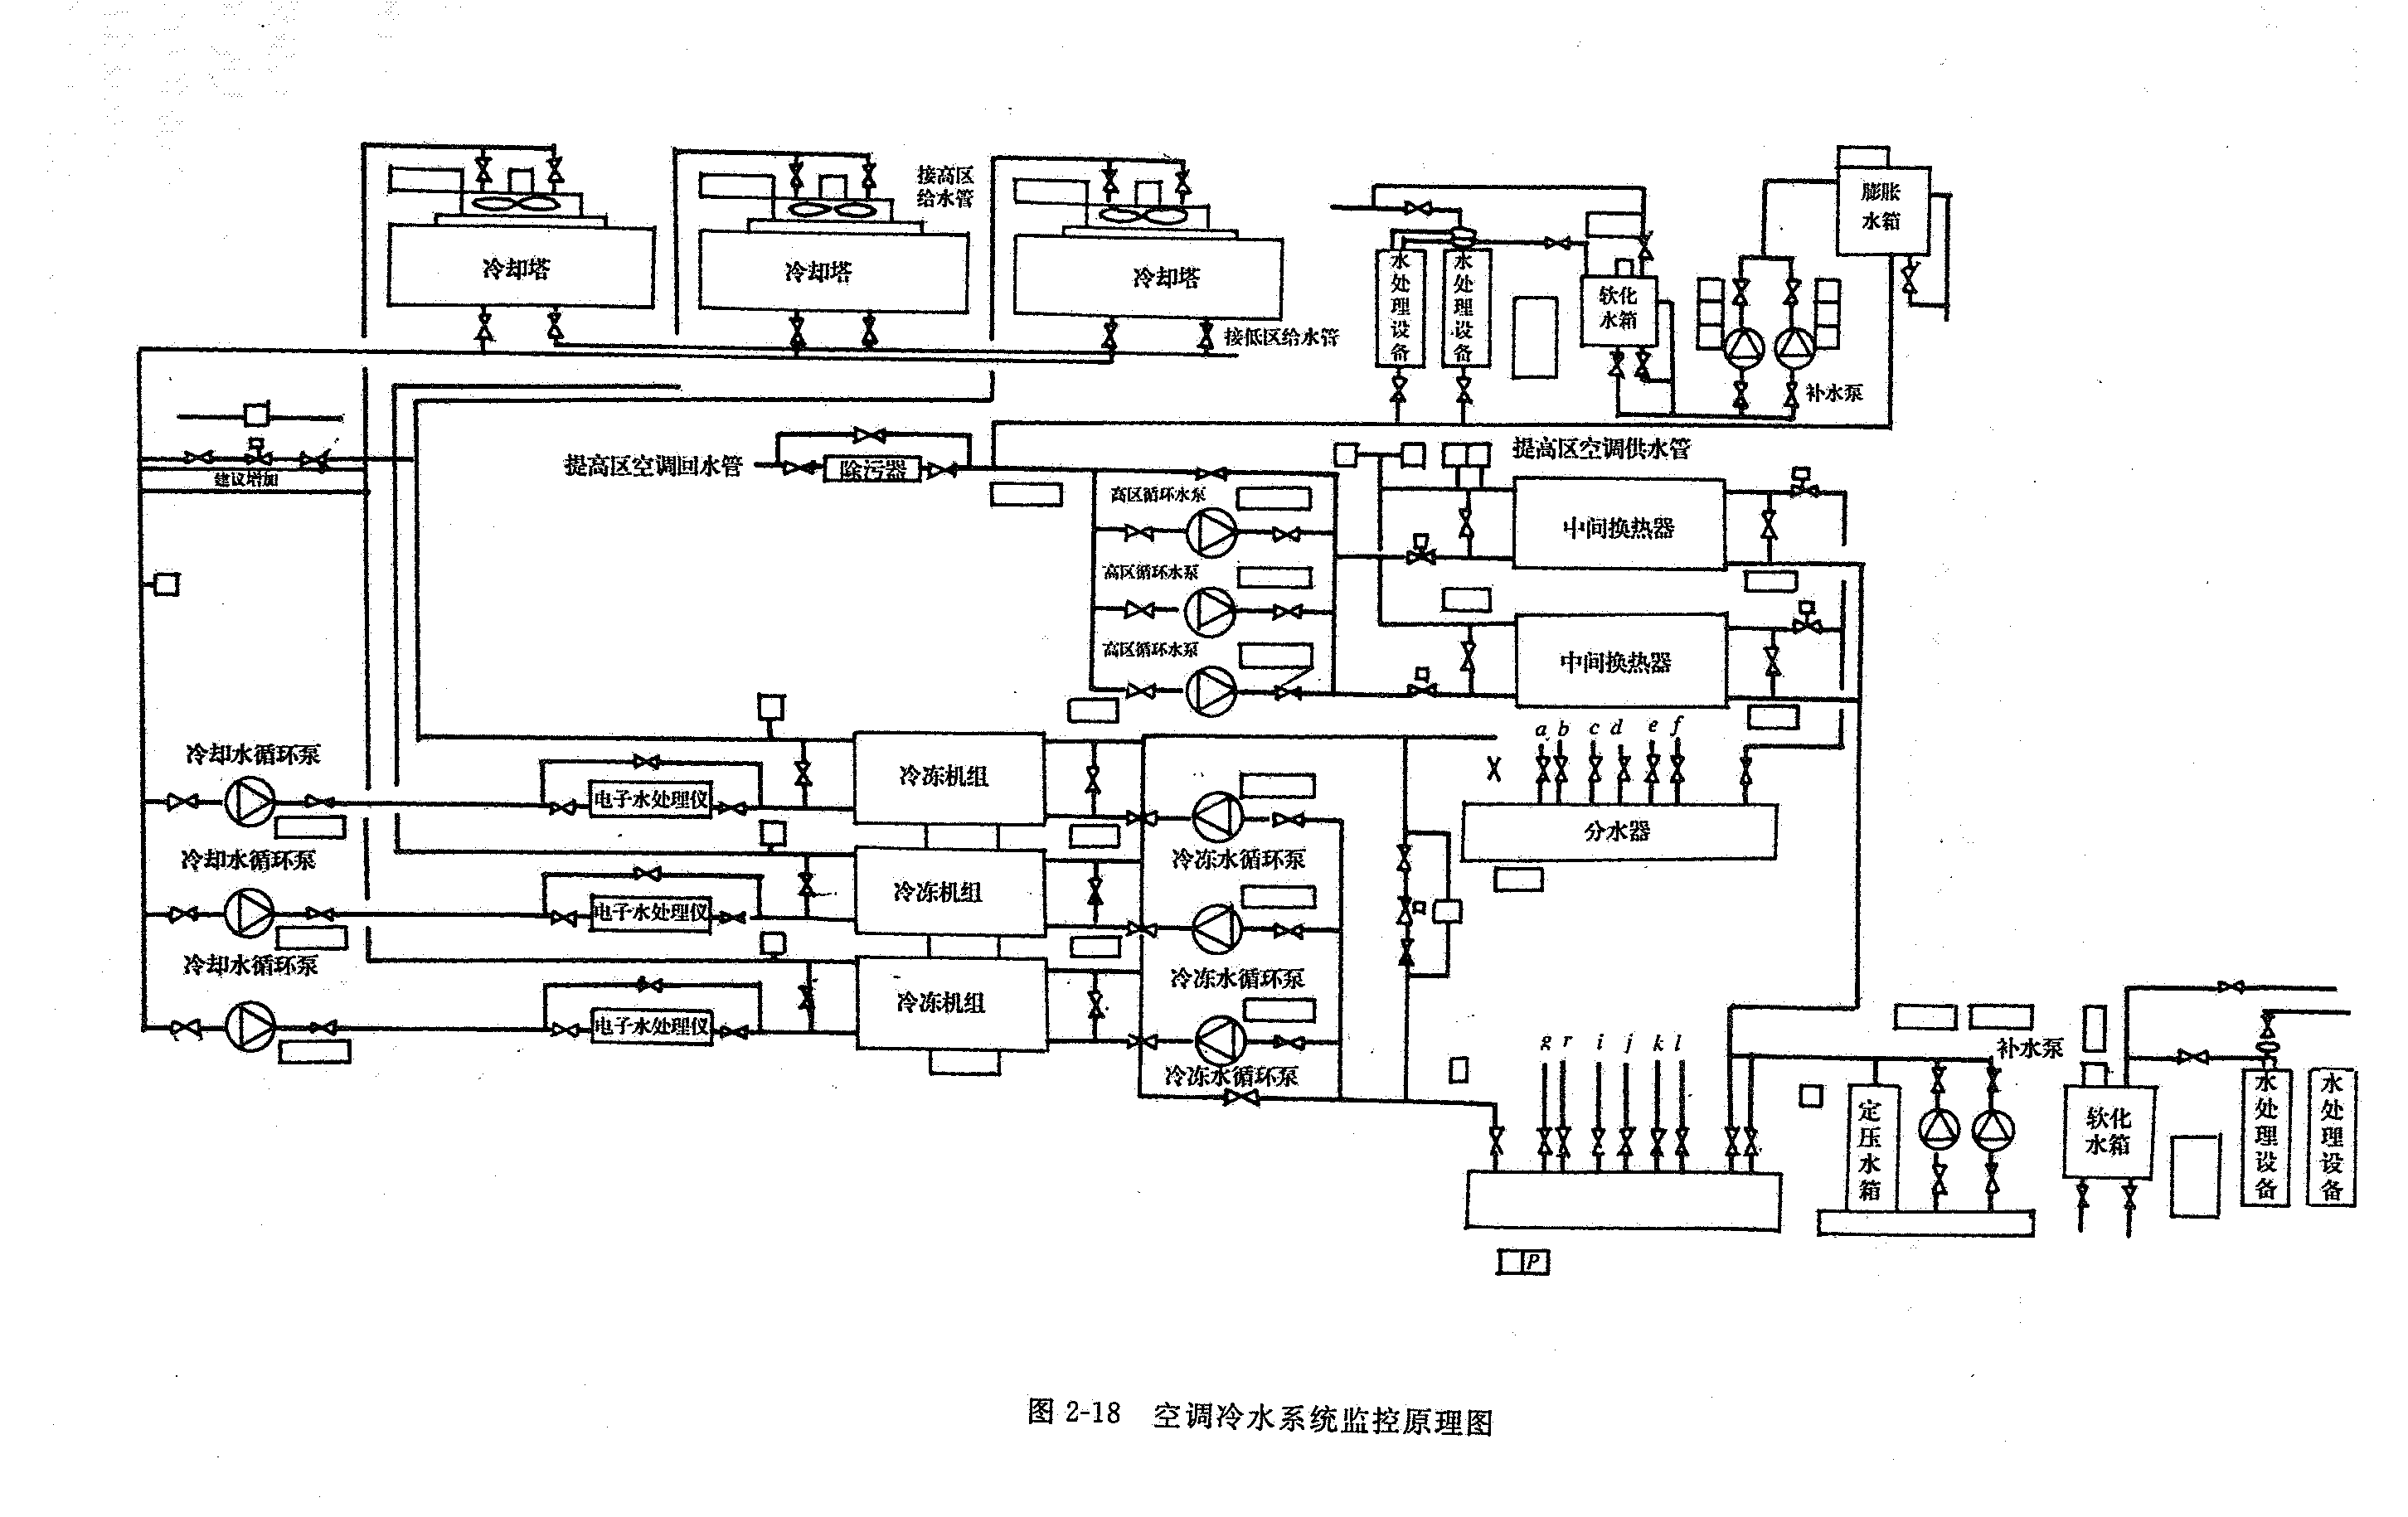 接高区
给水管
冷却塔
冷却塔
冷却塔
接低区给水管
膨胀
水箱
水处理设备
水处理设备
软化
水箱
补水泵
建议增加
提高区空调回水管
除污器
提高区空调供水管
高区循环水泵
中间换热器
高区循环水泵
高区循环水泵
中间换热器
a b c d e f
冷却水循环泵
电子水处理仪
冷冻机组
分水器
冷却水循环泵
冷冻水循环泵
电子水处理仪
冷冻机组
冷却水循环泵
冷冻水循环泵
电子水处理仪
冷冻机组
冷冻水循环泵
g r i j k l
补水泵
定压水箱
软化
水箱
水处理设备
水处理设备
P
图 2-18 空调冷水系统监控原理图